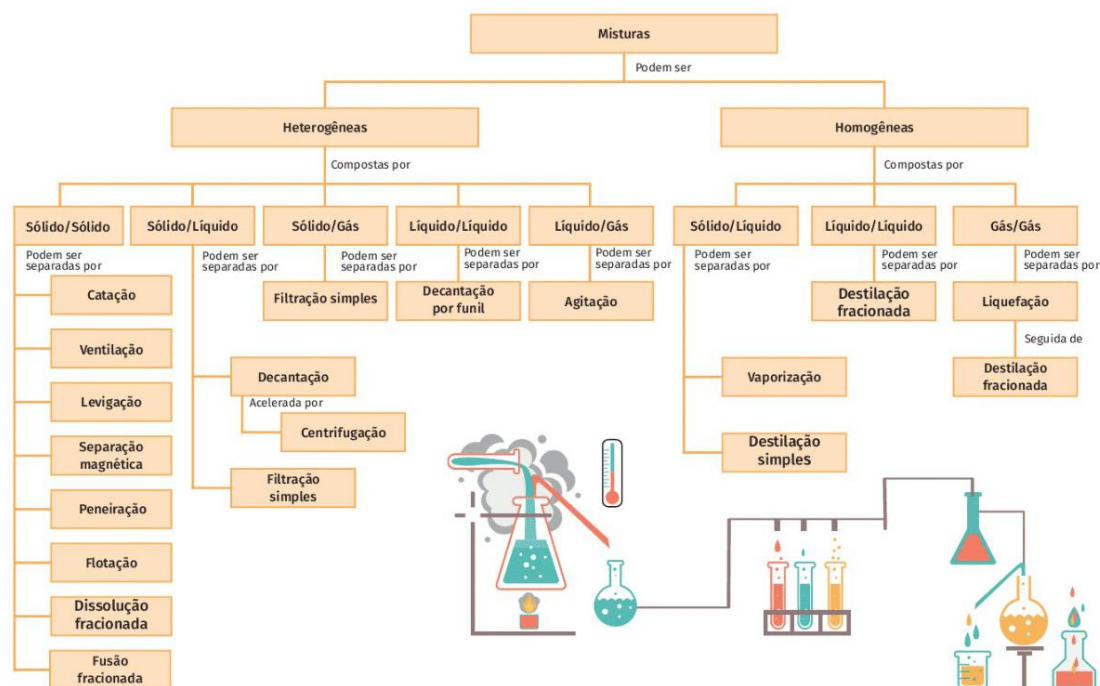 Misturas
Podem ser
Heterogêneas
Homogêneas
Compostas por
Compostas por
Sólido/Sólido
Sólido/Líquido
Sólido/Gás
Líquido/Líquido
Líquido/Gás
Sólido/Líquido
Líquido/Líquido
Gás/Gás
Podem ser
separadas por
Podem ser
separadas por
Podem ser
separadas por
Podem ser
separadas por
Podem ser
separadas por
Podem ser
separadas por
Podem ser
separadas por
Podem ser
separadas por
Catação
Ventilação
Levigação
Separação
magnética
Peneiração
Flotação
Dissolução
fracionada
Fusão
fracionada
Decantação
Acelerada por
Centrifugação
Filtração
simples
Filtração simples
Decantação
por funil
Agitação
Vaporização
Destilação
simples
Destilação
fracionada
Liquefação
Seguida de
Destilação
fracionada